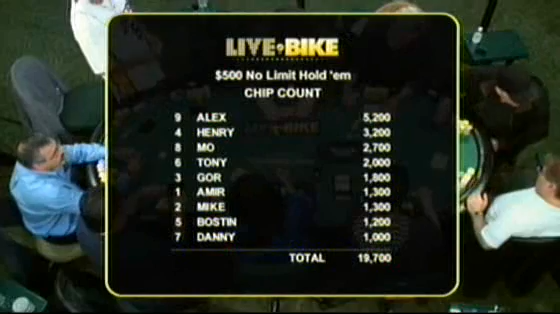 LIVE BIKE
$500 No Limit Hold 'em
CHIP COUNT
9 ALEX 5,200
4 HENRY 3,200
8 MO 2,700
6 TONY 2,000
3 GOR 1,800
1 AMIR 1,300
2 MIKE 1,300
5 BOSTIN 1,200
7 DANNY 1,000
TOTAL 19,700